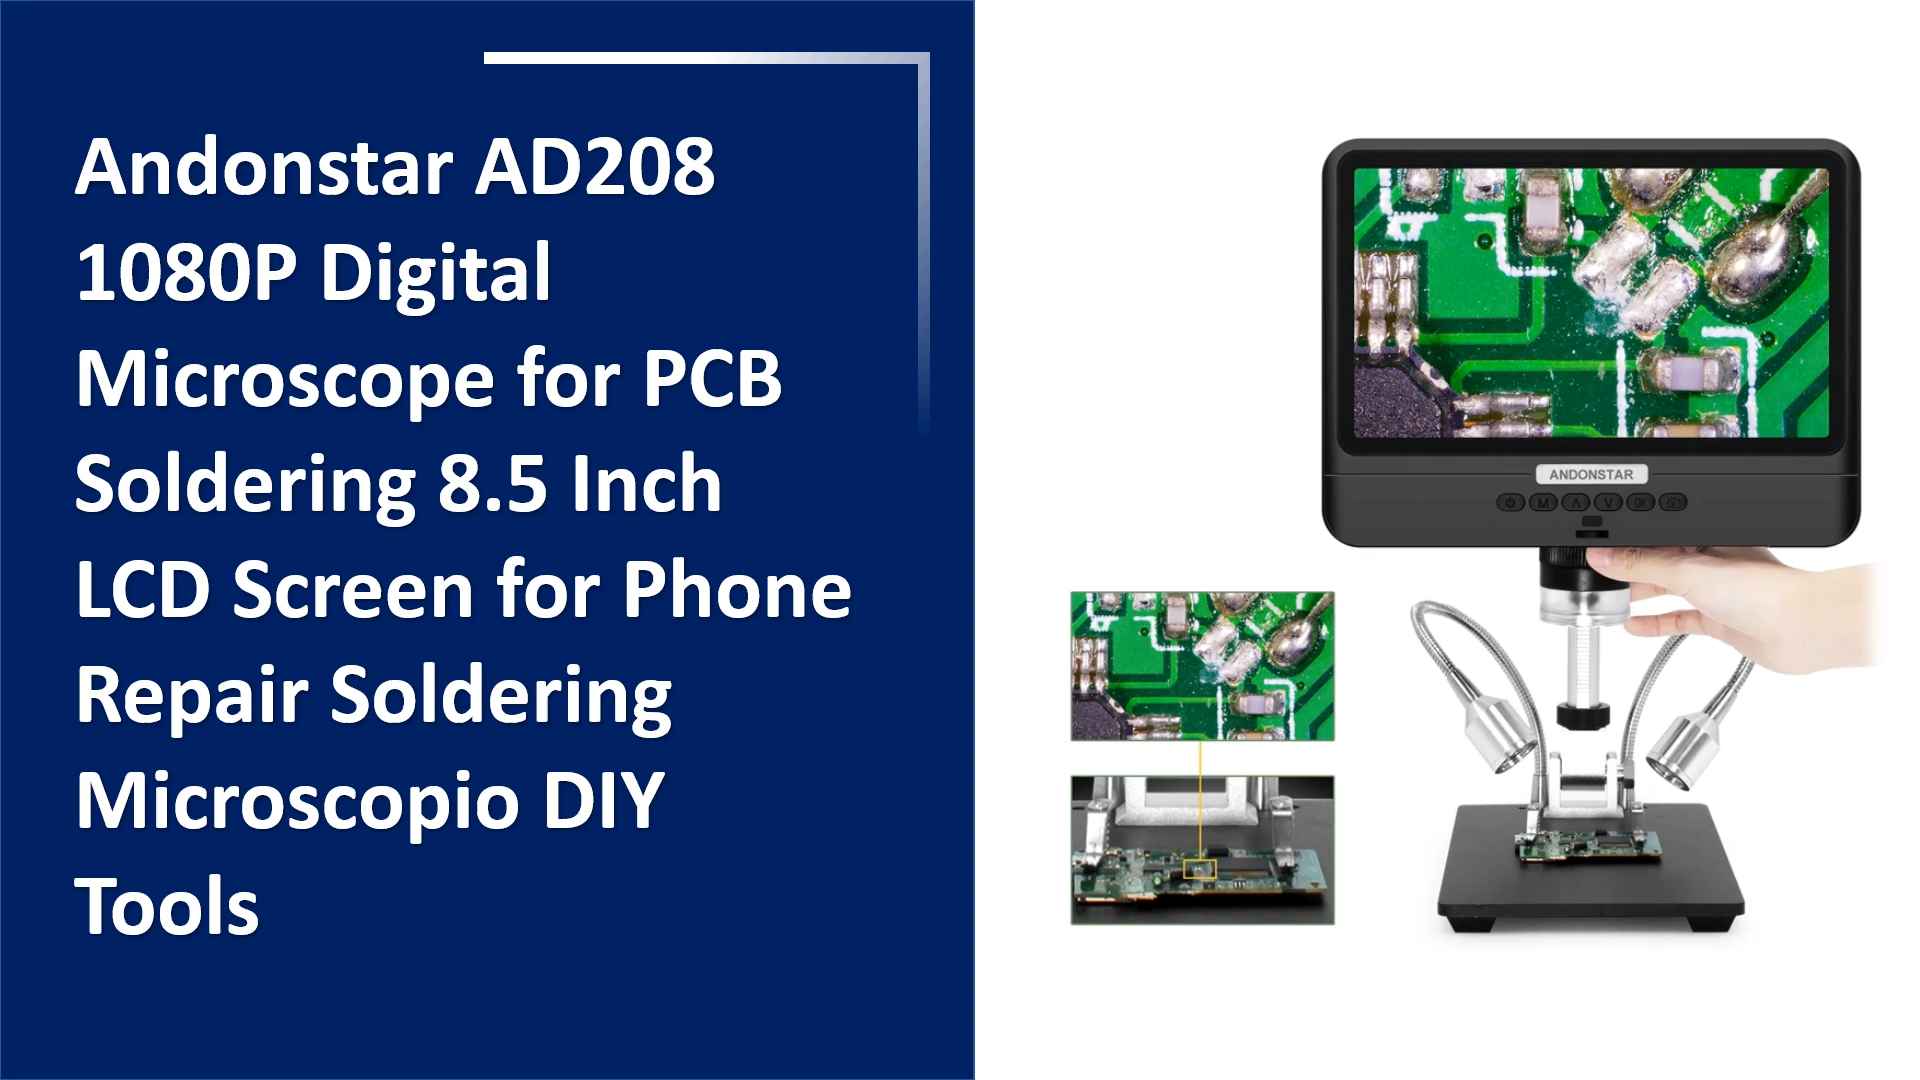 Andonstar AD208
1080P Digital
Microscope for PCB
Soldering 8.5 Inch
LCD Screen for Phone
Repair Soldering
Microscopio DIY
Tools
ANDONSTAR
M OK